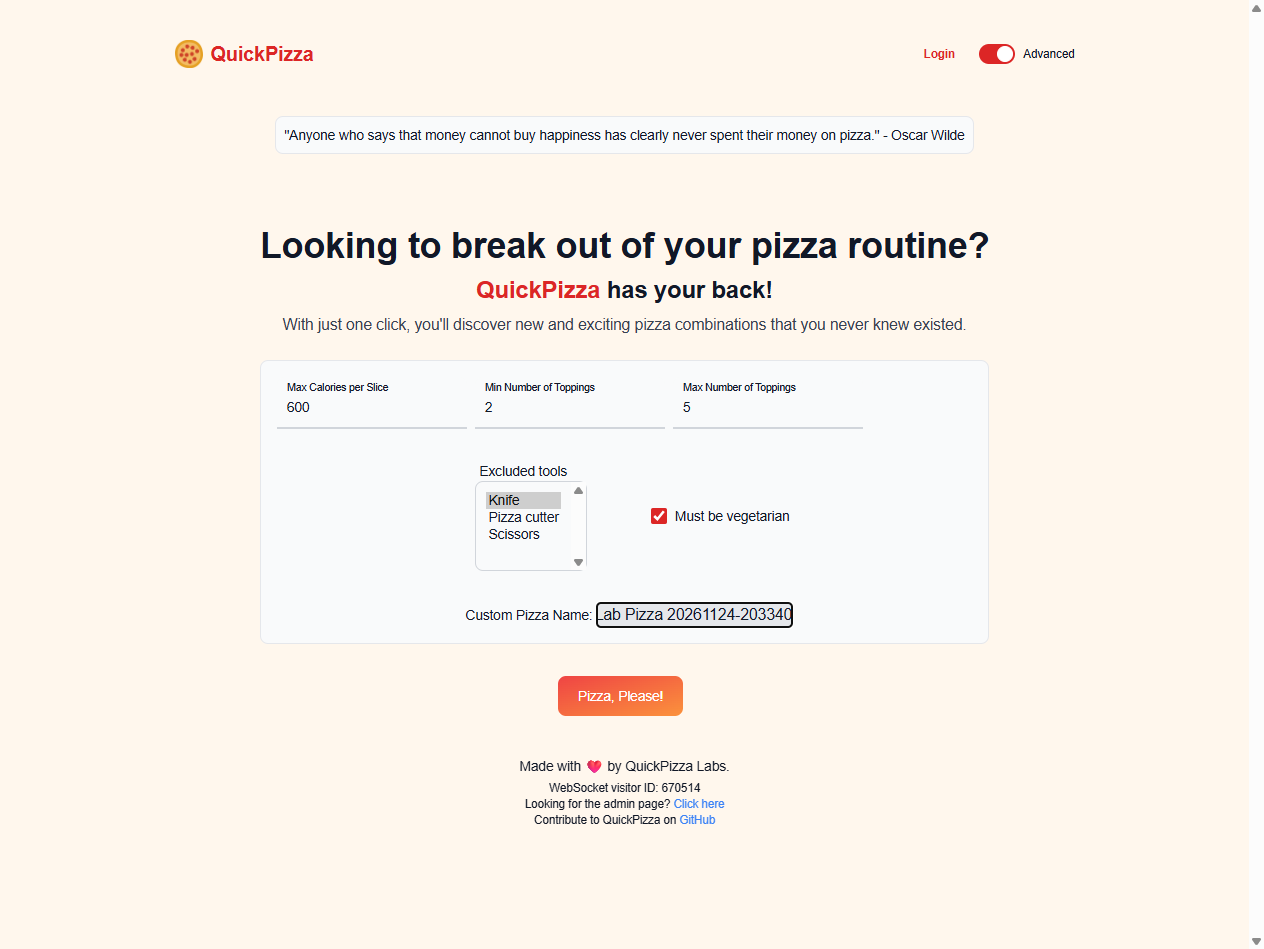 QuickPizza
Login
Advanced
"Anyone who says that money cannot buy happiness has clearly never spent their money on pizza." - Oscar Wilde
Looking to break out of your pizza routine?
QuickPizza has your back!
With just one click, you'll discover new and exciting pizza combinations that you never knew existed.
Max Calories per Slice
600
Min Number of Toppings
2
Max Number of Toppings
5
Excluded tools
Knife
Pizza cutter
Scissors
Must be vegetarian
Custom Pizza Name: Lab Pizza 20261124-203340
Pizza, Please!
Made with ❤️ by QuickPizza Labs.
WebSocket visitor ID: 670514
Looking for the admin page? Click here
Contribute to QuickPizza on GitHub